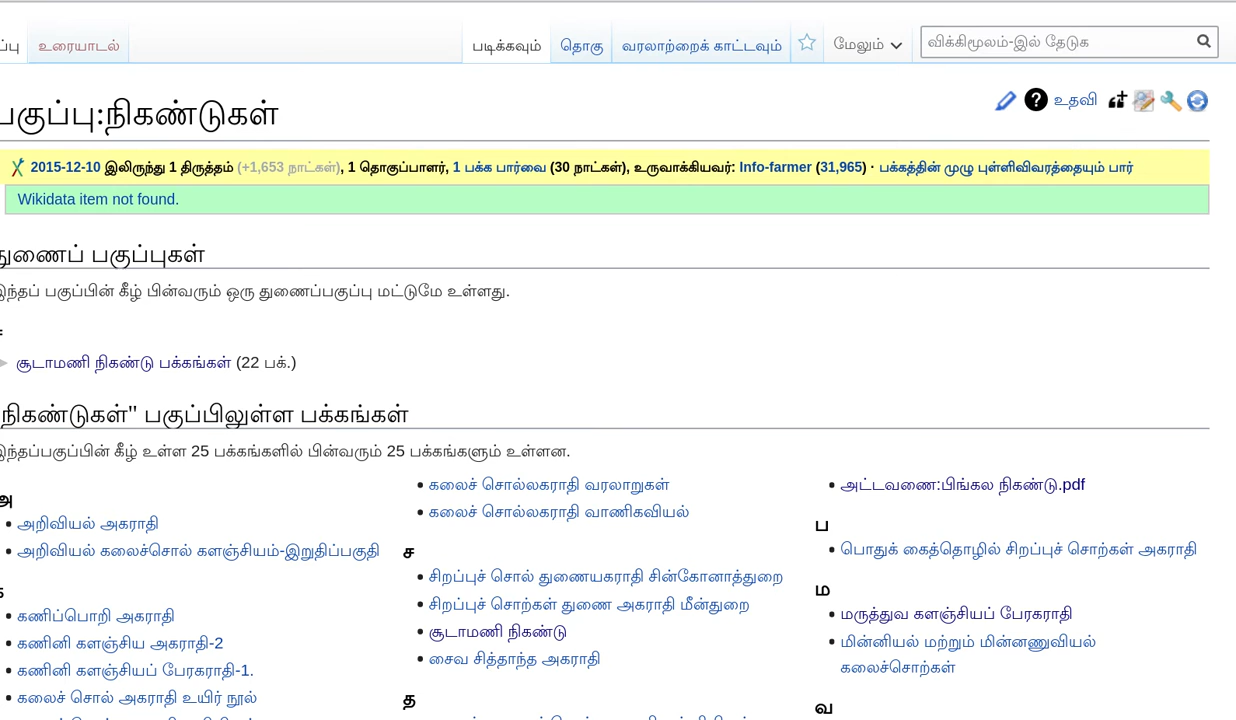 உரையாடல்
படிக்கவும்
தொகு
வரலாற்றைக் காட்டவும்
மேலும்
விக்கிமூலம்-இல் தேடுக
பகுப்பு:நிகண்டுகள்
உதவி
2015-12-10 இலிருந்து 1 திருத்தம் (+1,653 நாட்கள்), 1 தொகுப்பாளர், 1 பக்க பார்வை (30 நாட்கள்), உருவாக்கியவர்: Info-farmer (31,965) · பக்கத்தின் முழு புள்ளிவிவரத்தையும் பார்
Wikidata item not found.
துணைப் பகுப்புகள்
இந்தப் பகுப்பின் கீழ் பின்வரும் ஒரு துணைப்பகுப்பு மட்டுமே உள்ளது.
சூடாமணி நிகண்டு பக்கங்கள் (22 பக்.)
நிகண்டுகள்" பகுப்பிலுள்ள பக்கங்கள்
இந்தப்பகுப்பின் கீழ் உள்ள 25 பக்கங்களில் பின்வரும் 25 பக்கங்களும் உள்ளன.
அ
அறிவியல் அகராதி
அறிவியல் கலைச்சொல் களஞ்சியம்-இறுதிப்பகுதி
க
கணிப்பொறி அகராதி
கணினி களஞ்சிய அகராதி-2
கணினி களஞ்சியப் பேரகராதி-1.
கலைச் சொல் அகராதி உயிர் நூல்
கலைச் சொல்லகராதி வரலாறுகள்
கலைச் சொல்லகராதி வாணிகவியல்
ச
சிறப்புச் சொல் துணையகராதி சின்கோனாத்துறை
சிறப்புச் சொற்கள் துணை அகராதி மீன்துறை
சூடாமணி நிகண்டு
சைவ சித்தாந்த அகராதி
த
அட்டவணை:பிங்கல நிகண்டு.pdf
ப
பொதுக் கைத்தொழில் சிறப்புச் சொற்கள் அகராதி
ம
மருத்துவ களஞ்சியப் பேரகராதி
மின்னியல் மற்றும் மின்னணுவியல்
கலைச்சொற்கள்
வ